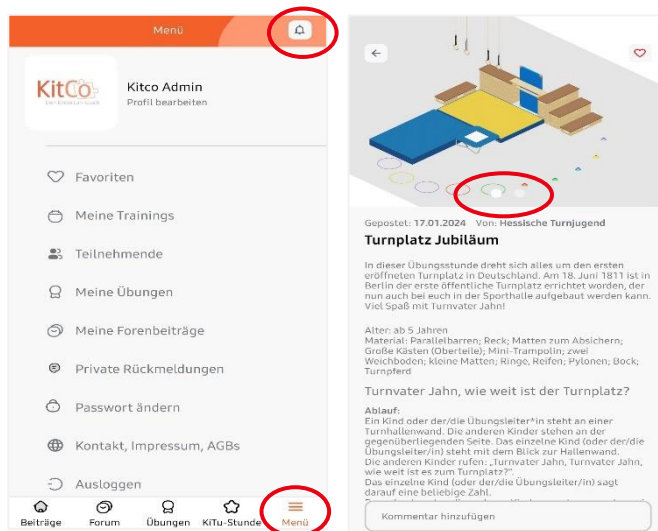 Menü
KitCo
Kitco Admin
Profil bearbeiten
Favoriten
Meine Trainings
Teilnehmende
Meine Übungen
Meine Forenbeiträge
Private Rückmeldungen
Passwort ändern
Kontakt, Impressum, AGBs
Ausloggen
Beiträge Forum Übungen KiTu-Stunde Menü
Gepostet: 17.01.2024 Von: Hessische Turnjugend
Turnplatz Jubiläum
In dieser Übungsstunde dreht sich alles um den ersten
eröffneten Turnplatz in Deutschland. Am 18. Juni 1811 ist in
Berlin der erste öffentliche Turnplatz errichtet worden, der
nun auch bei euch in der Sporthalle aufgebaut werden kann.
Viel Spaß mit Turnvater Jahn!
Alter: ab 5 Jahren
Material: Parallelbarren; Reck; Matten zum Absichern;
Große Kästen (Oberteile); Mini-Trampolin; zwei
Weichboden; kleine Matten; Ringe, Reifen; Pylonen; Bock;
Turnpferd
Turnvater Jahn, wie weit ist der Turnplatz?
Ablauf:
Ein Kind oder der/die Übungsleiter*in steht an einer
Turnhallenwand. Die anderen Kinder stehen an der
gegenüberliegenden Seite. Das einzelne Kind (oder der/die
Übungsleiter/in) steht mit dem Blick zur Hallenwand.
Die anderen Kinder rufen: „Turnvater Jahn, Turnvater Jahn,
wie weit ist es zum Turnplatz?".
Das einzelne Kind (oder der/die Übungsleiter/in) sagt
darauf eine beliebige Zahl.
Kommentar hinzufügen